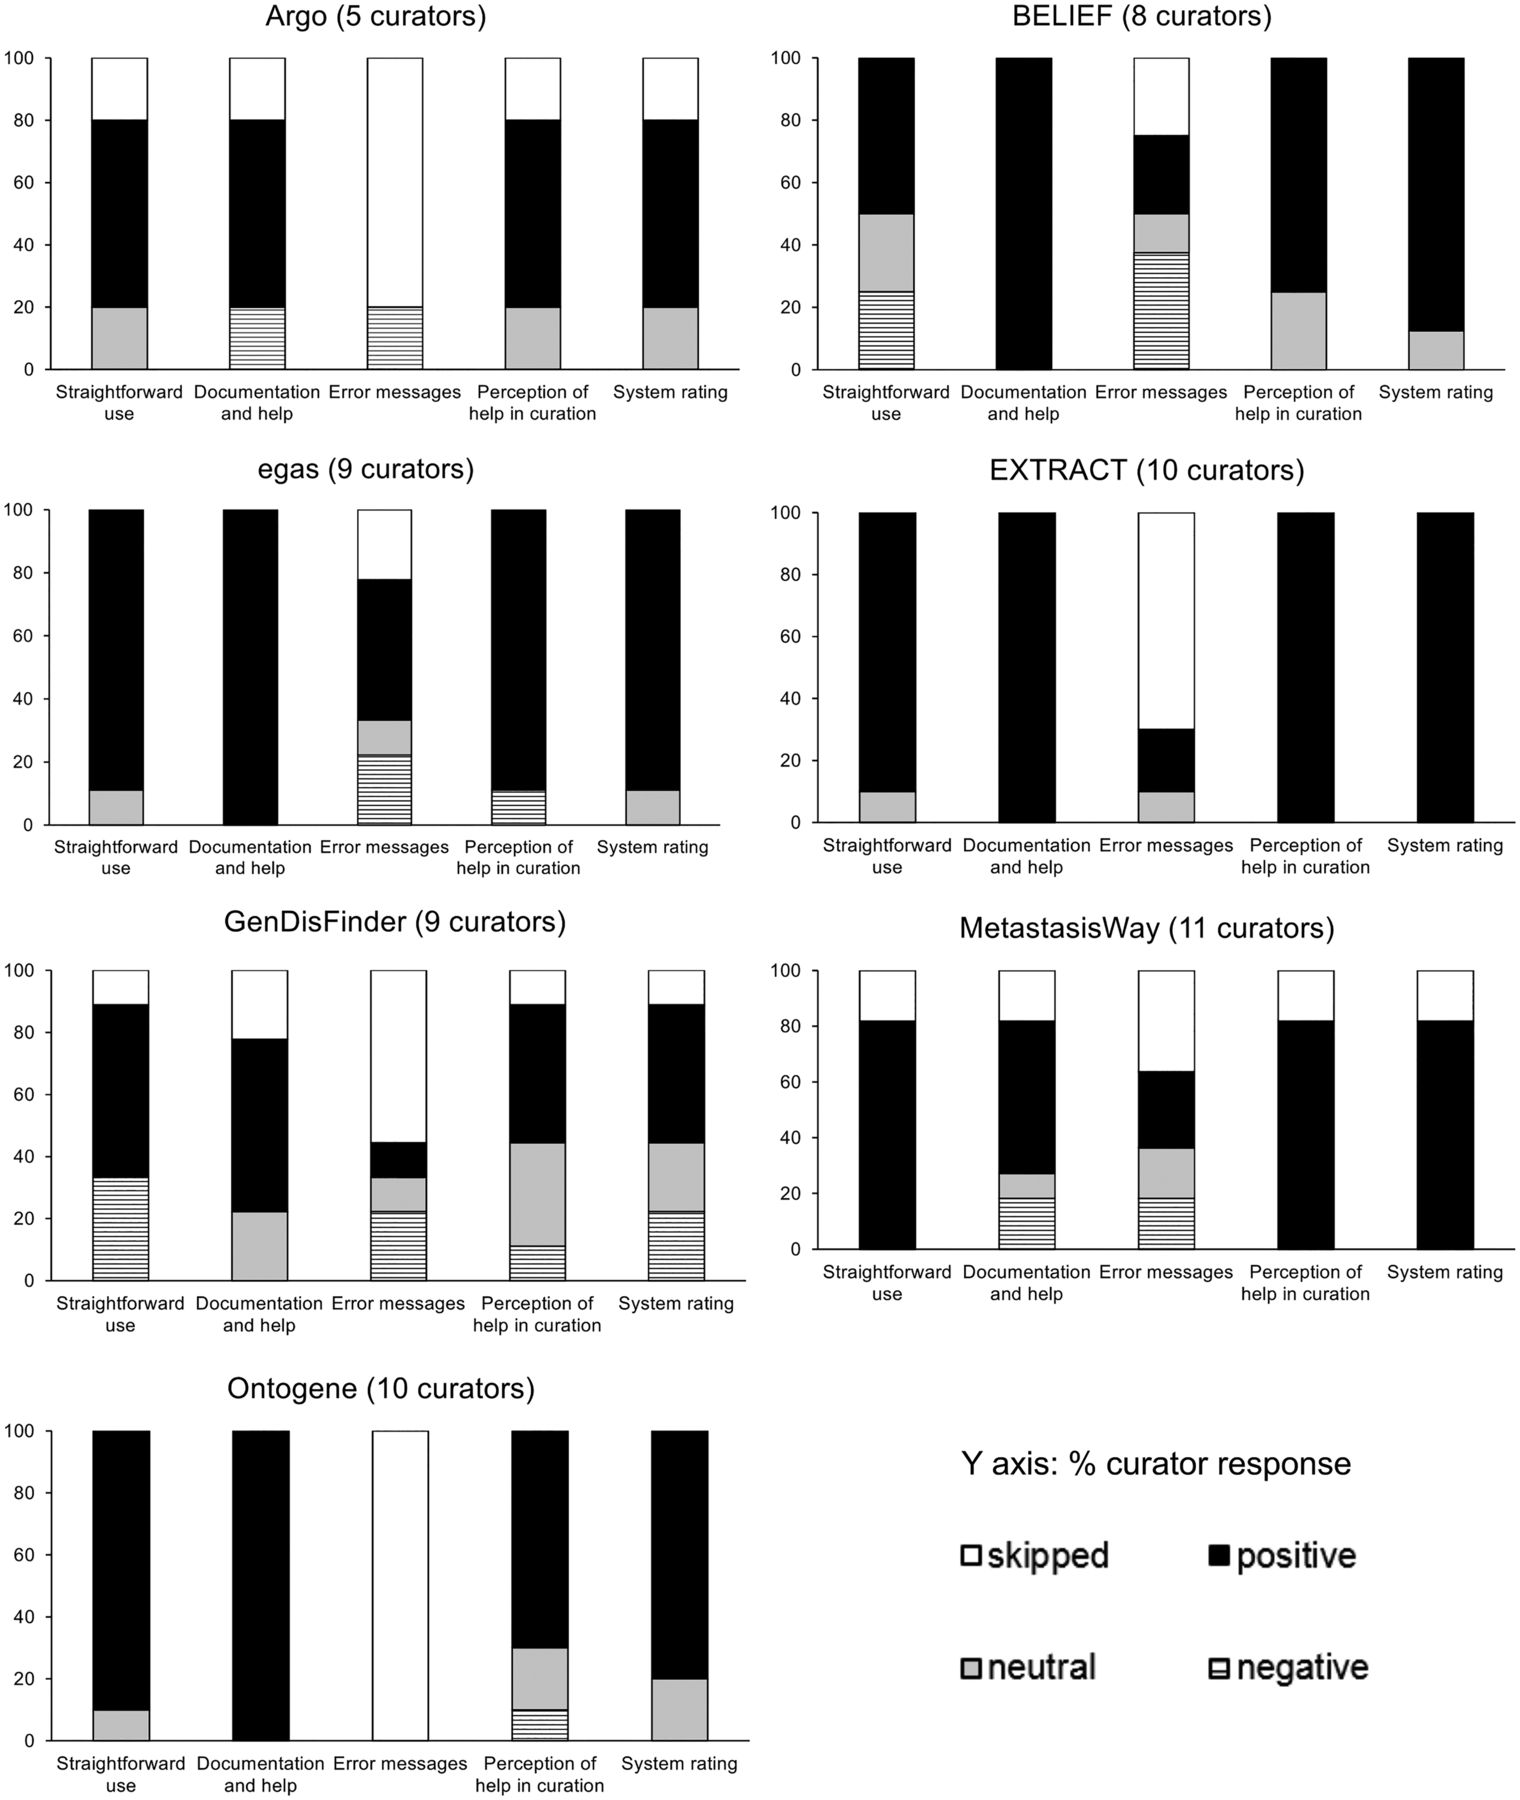 Argo (5 curators)
100
80
60
40
20
0
Straightforward use
Documentation and help
Error messages
Perception of help in curation
System rating
BELIEF (8 curators)
100
80
60
40
20
0
Straightforward use
Documentation and help
Error messages
Perception of help in curation
System rating
egas (9 curators)
100
80
60
40
20
0
Straightforward use
Documentation and help
Error messages
Perception of help in curation
System rating
EXTRACT (10 curators)
100
80
60
40
20
0
Straightforward use
Documentation and help
Error messages
Perception of help in curation
System rating
GenDisFinder (9 curators)
100
80
60
40
20
0
Straightforward use
Documentation and help
Error messages
Perception of help in curation
System rating
MetastasisWay (11 curators)
100
80
60
40
20
0
Straightforward use
Documentation and help
Error messages
Perception of help in curation
System rating
Ontogene (10 curators)
100
80
60
40
20
0
Straightforward use
Documentation and help
Error messages
Perception of help in curation
System rating
Y axis: % curator response
skipped
positive
neutral
negative